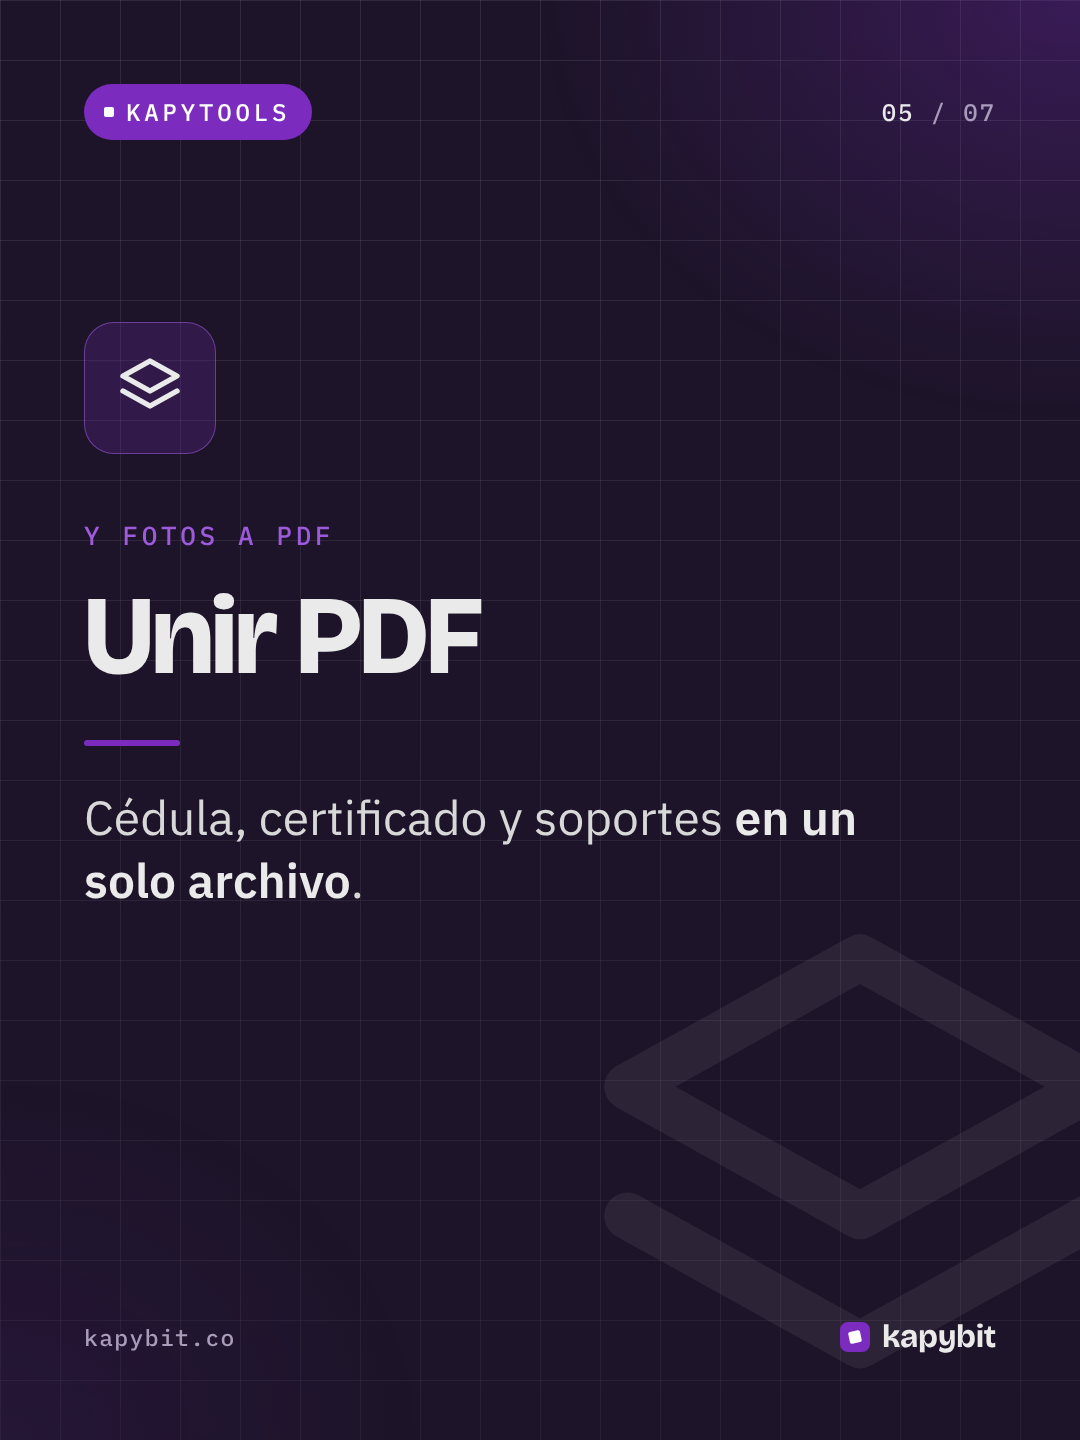 KAPYTOOLS
05 / 07
Y FOTOS A PDF
Unir PDF
Cédula, certificado y soportes en un
solo archivo.
kapybit.co
kapybit